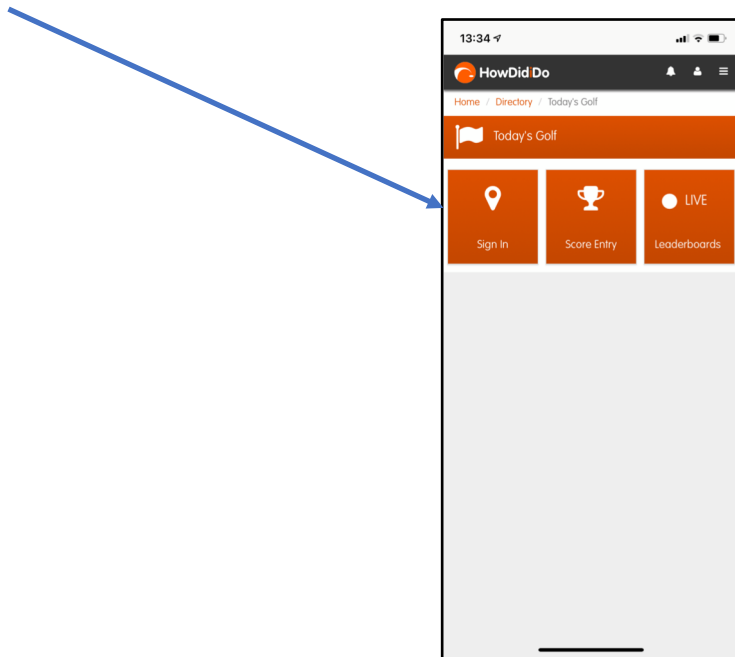 13:34
HowDidiDo
Home / Directory / Today's Golf
Today's Golf
LIVE
Sign In Score Entry Leaderboards